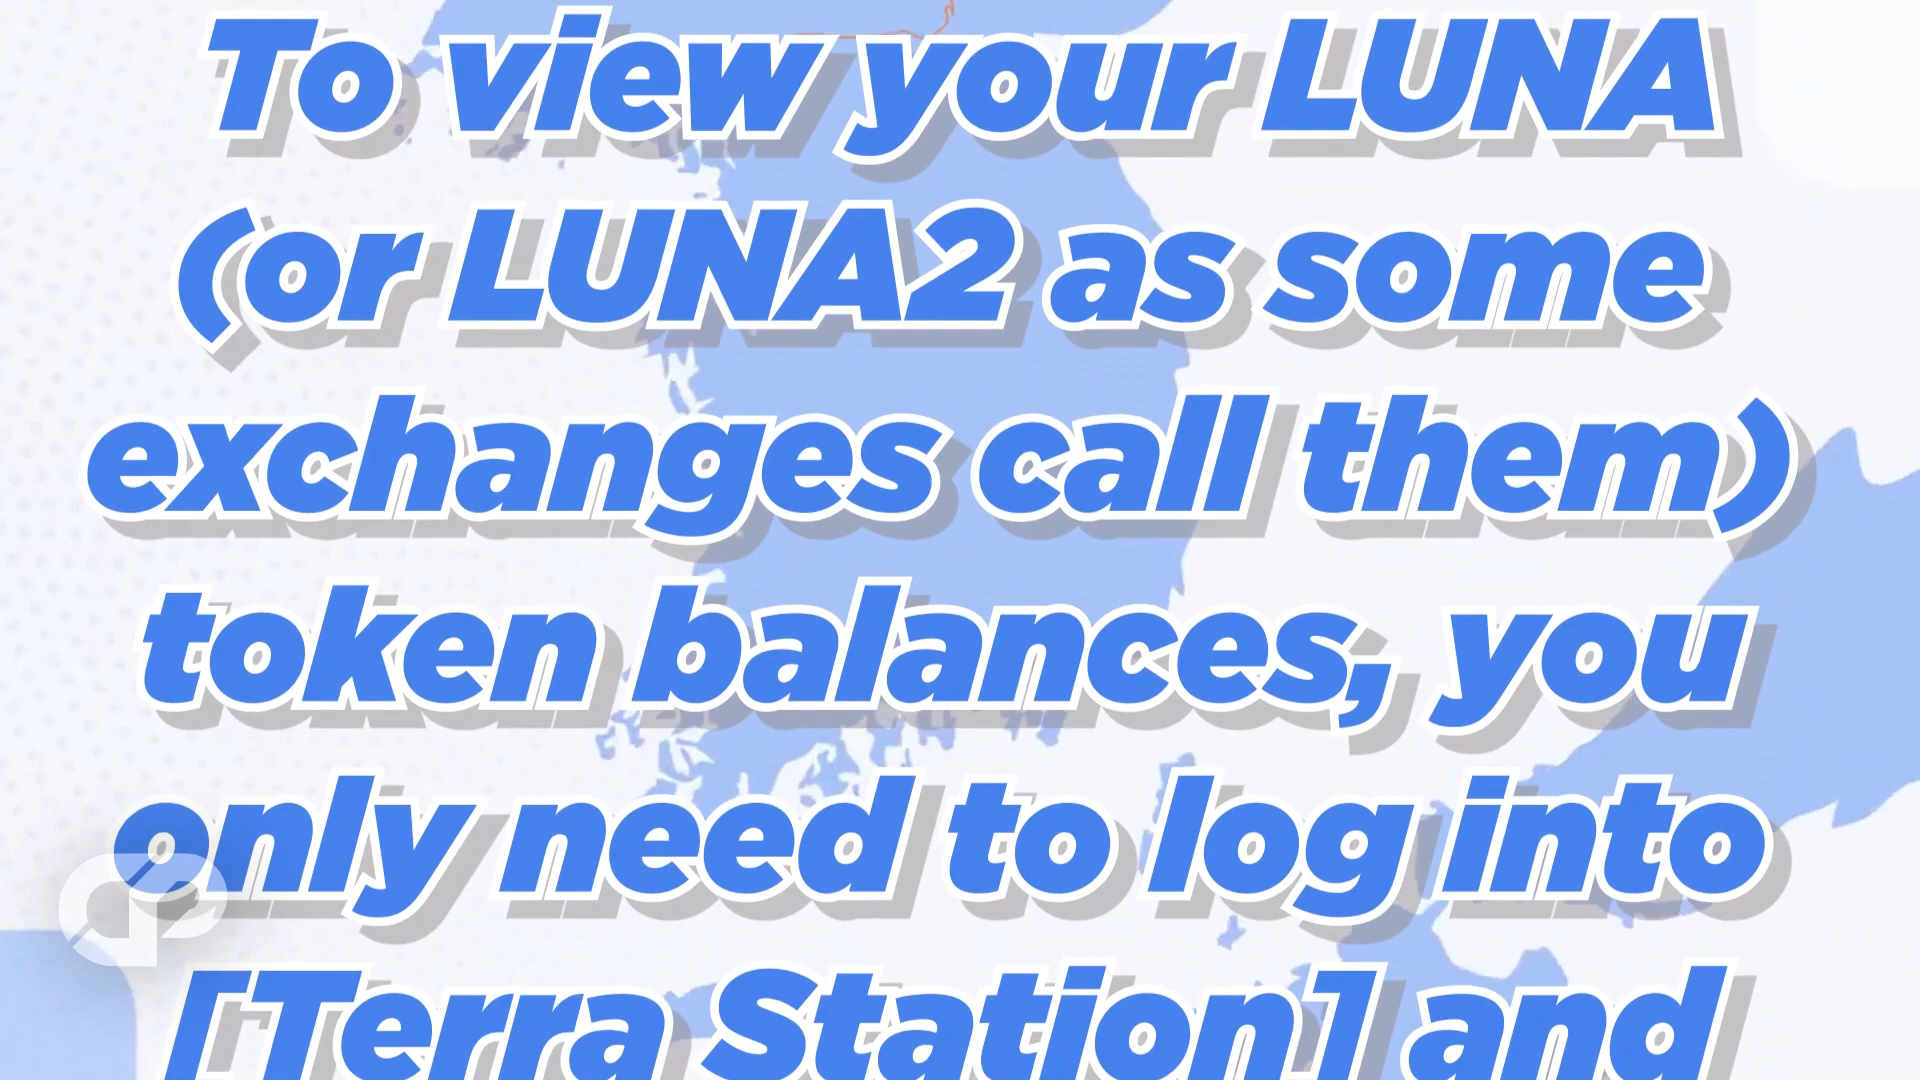 To view your LUNA
(or LUNA2 as some
exchanges call them)
token balances, you
only need to log into
[Terra Station] and